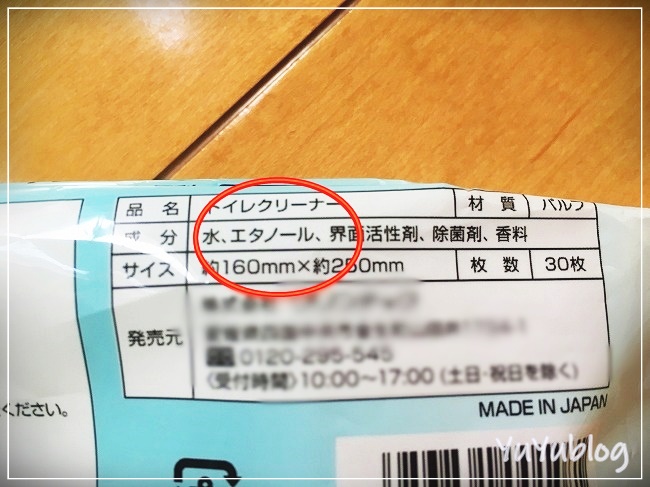 品名 トイレクリーナー 材質 パルプ
成分 水、エタノール、界面活性剤、除菌剤、香料
サイズ 約160mm×約250mm 枚数 30枚
発売元
0120-295-545
〈受付時間〉10:00〜17:00 (土日・祝日を除く)
ください。
MADE IN JAPAN
YuYublog